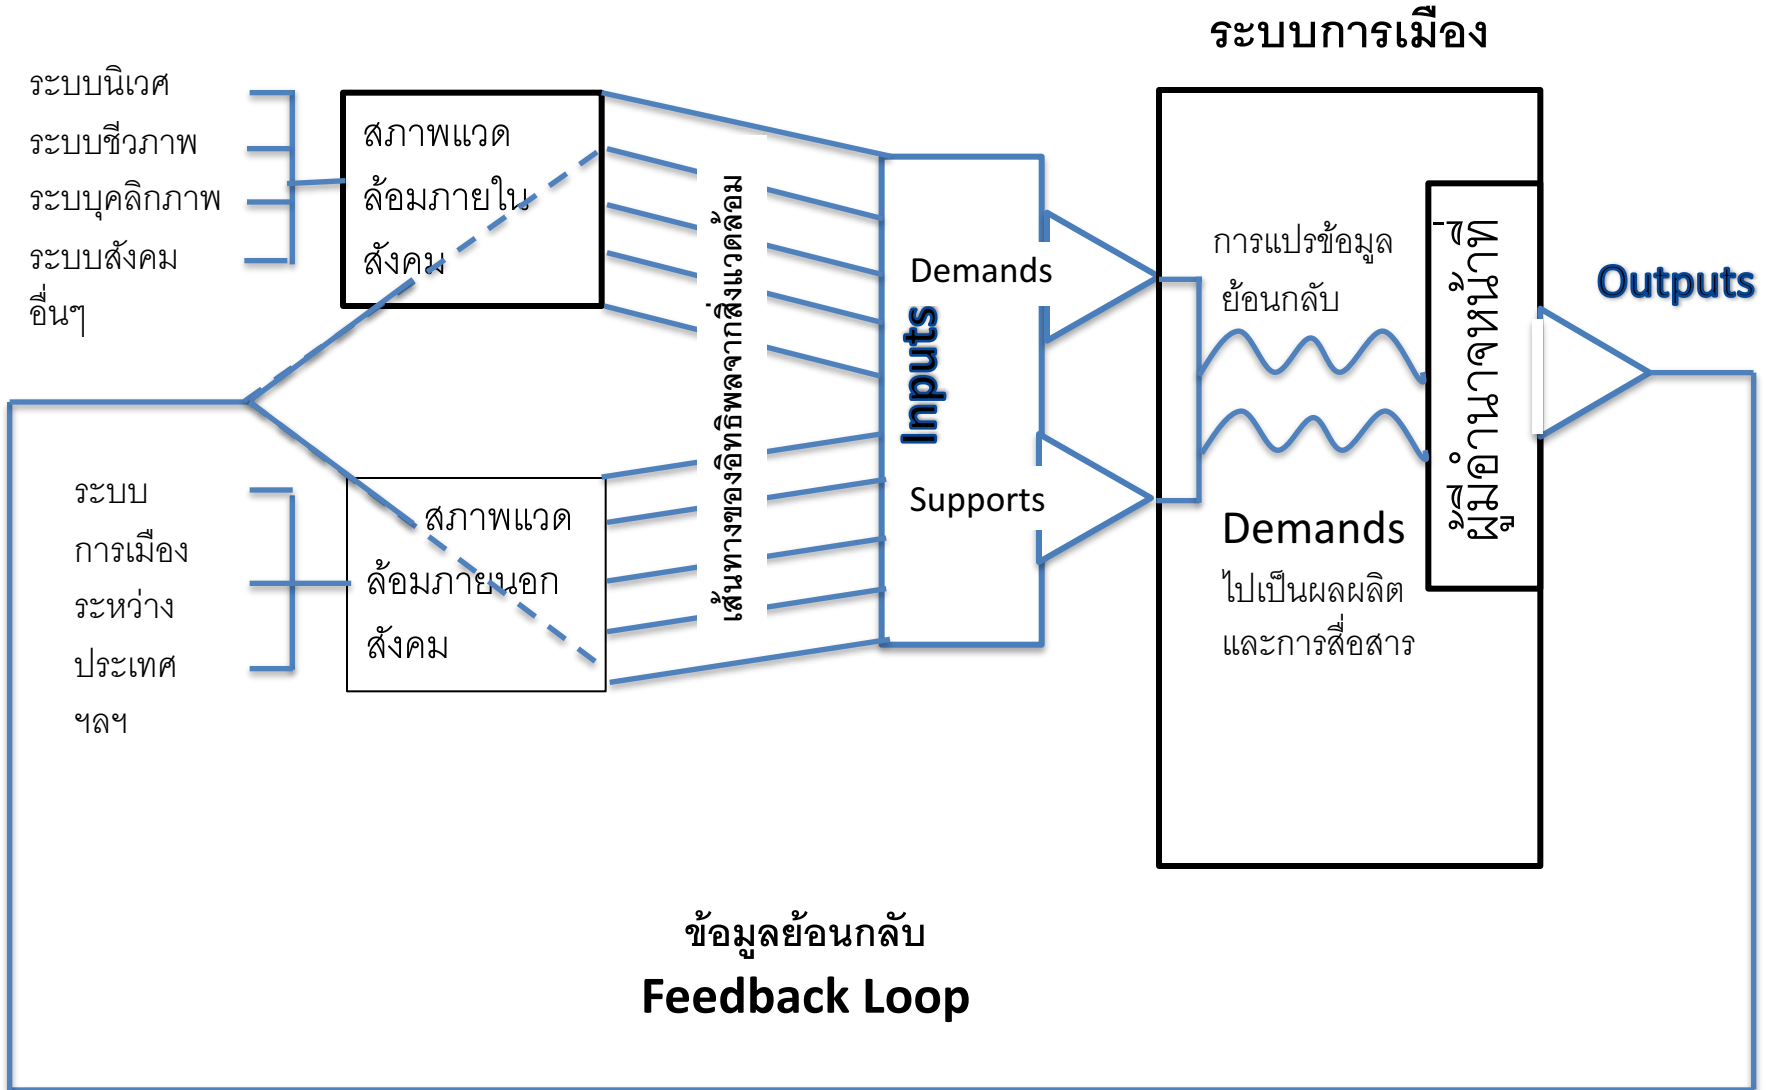 ระบบการเมือง
ระบบนิเวศ
ระบบชีวภาพ
ระบบุคลิกภาพ
ระบบสังคม
อื่นๆ
สภาพแวด
ล้อมภายใน
สังคม
ระบบ
การเมือง
ระหว่าง
ประเทศ
ฯลฯ
สภาพแวด
ล้อมภายนอก
สังคม
เส้นทางของอิทธิพลจากสิ่งแวดล้อม
Inputs
Demands
Supports
การแปรข้อมูล
ย้อนกลับ
Demands
ไปเป็นผลผลิต
และการสื่อสาร
ผู้มีอำนาจหน้าที่
Outputs
ข้อมูลย้อนกลับ
Feedback Loop